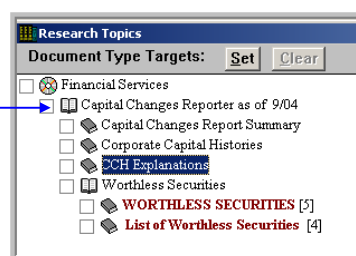 Research Topics
Document Type Targets: Set Clear
Financial Services
Capital Changes Reporter as of 9/04
Capital Changes Report Summary
Corporate Capital Histories
CCH Explanations
Worthless Securities
WORTHLESS SECURITIES [5]
List of Worthless Securities [4]